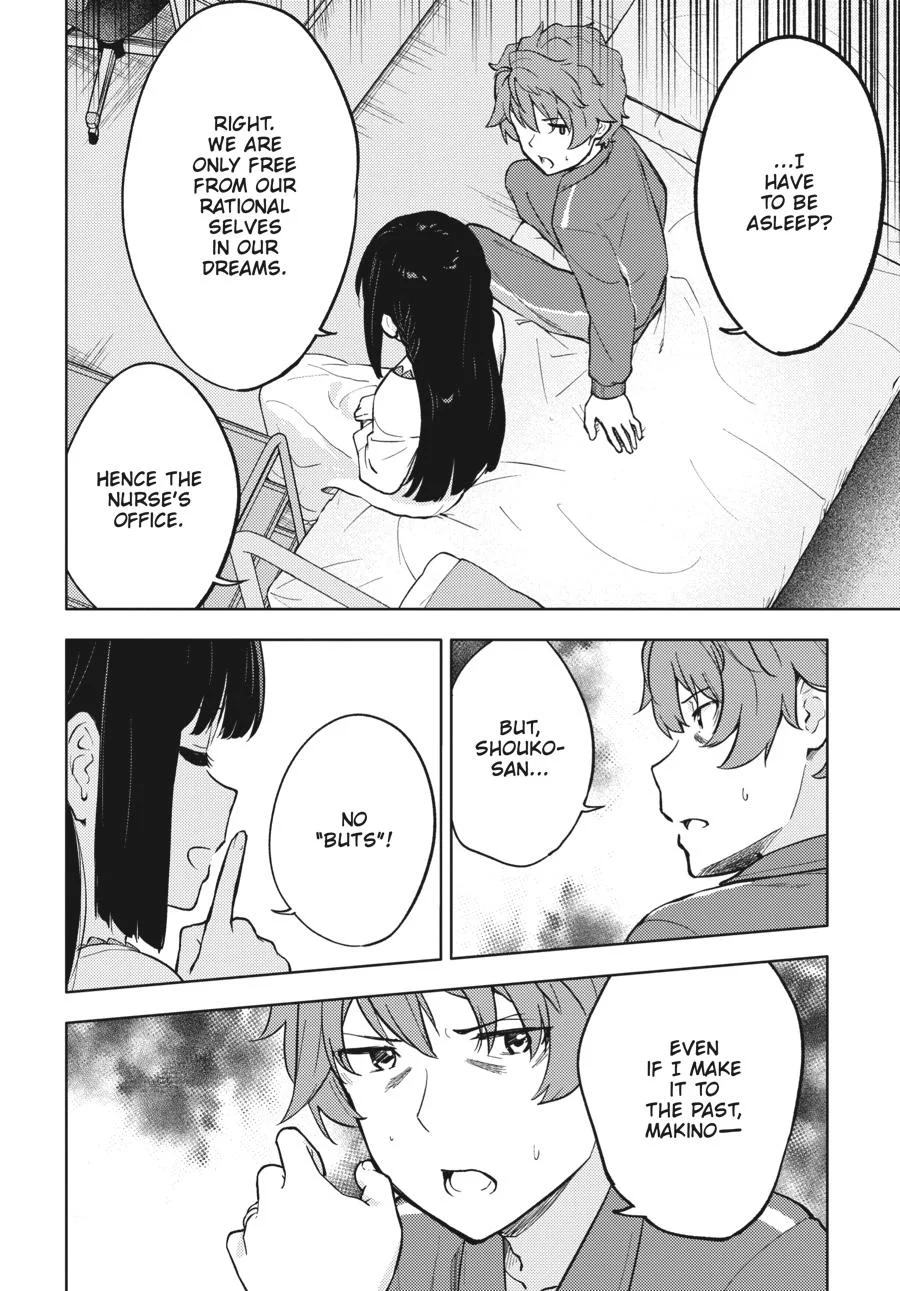 ...I
HAVE
TO BE
ASLEEP?
RIGHT.
WE ARE
ONLY FREE
FROM OUR
RATIONAL
SELVES
IN OUR
DREAMS.
HENCE THE
NURSE'S
OFFICE.
BUT,
SHOUKO-
SAN...
NO
"BUTS"!
EVEN
IF I MAKE
IT TO
THE PAST,
MAKINO—